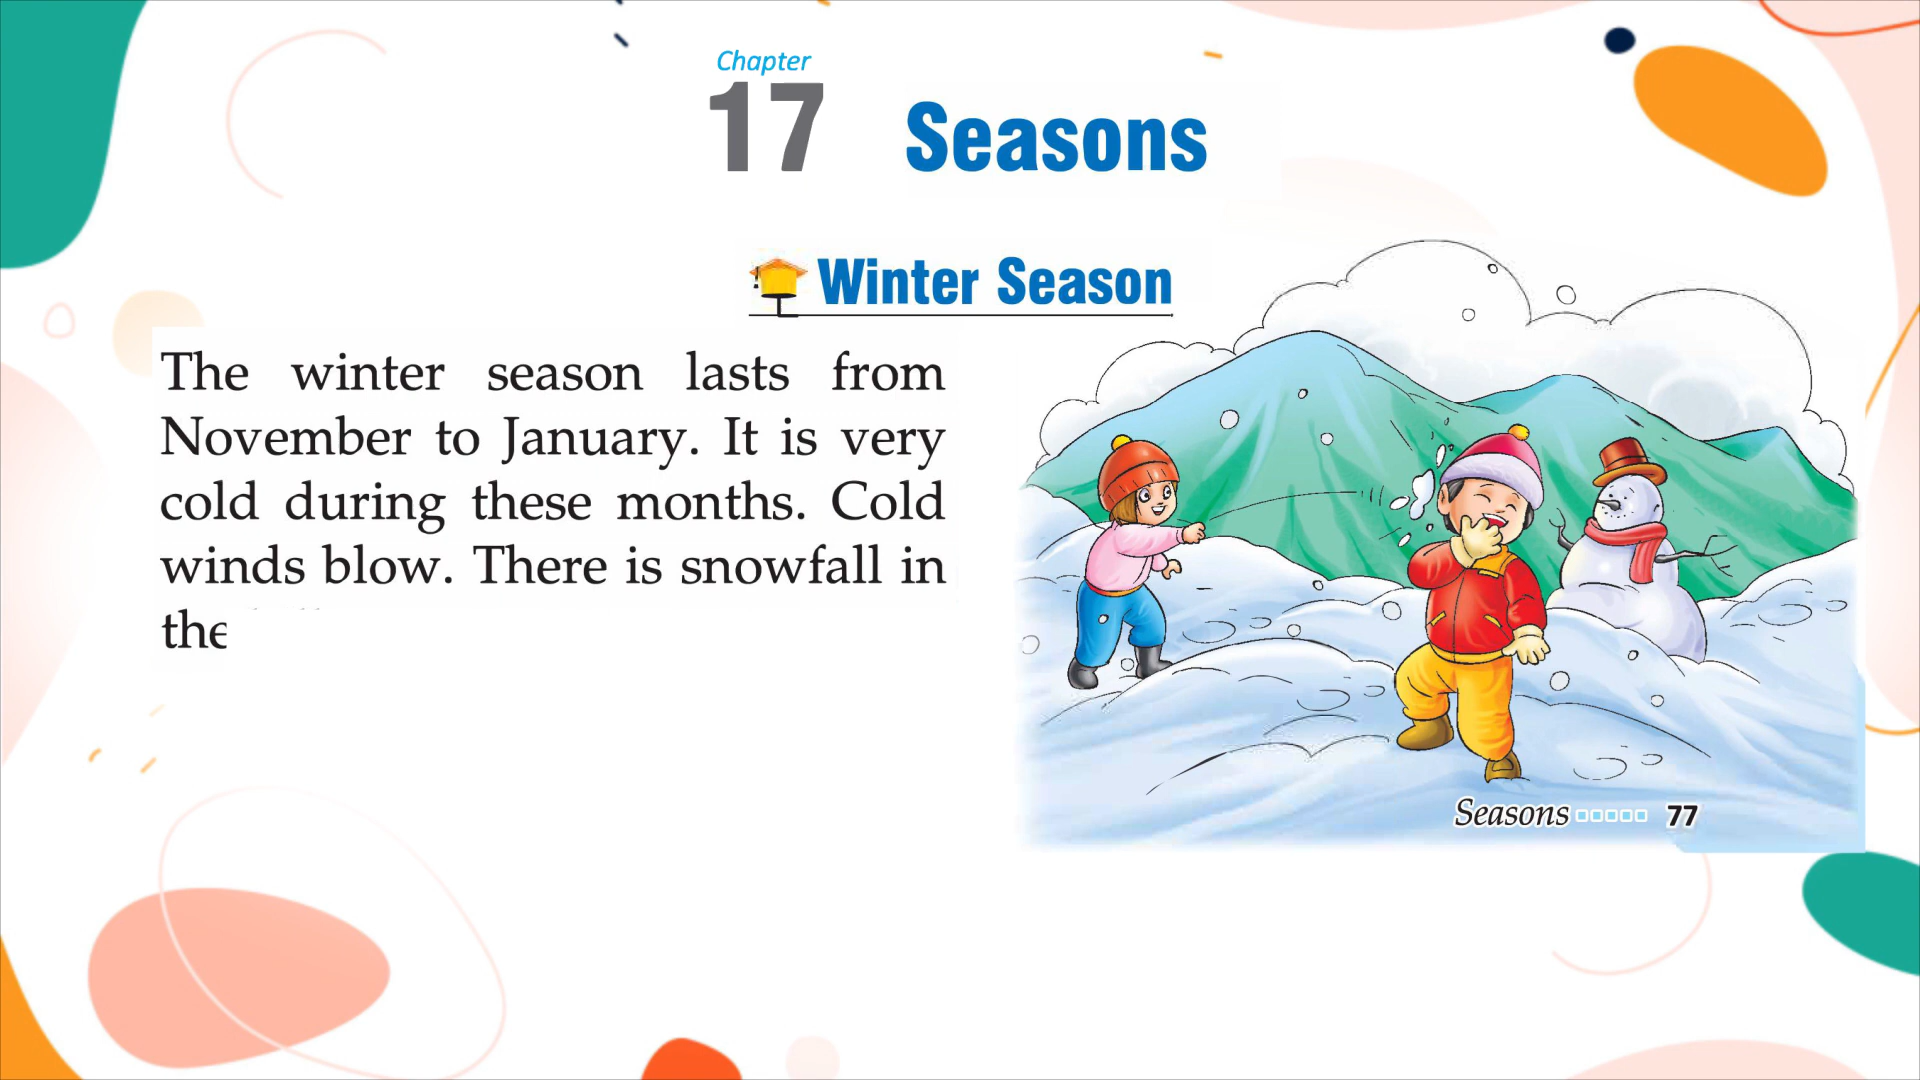 Chapter
17 Seasons
Winter Season
The winter season lasts from
November to January. It is very
cold during these months. Cold
winds blow. There is snowfall in
the
Seasons 77